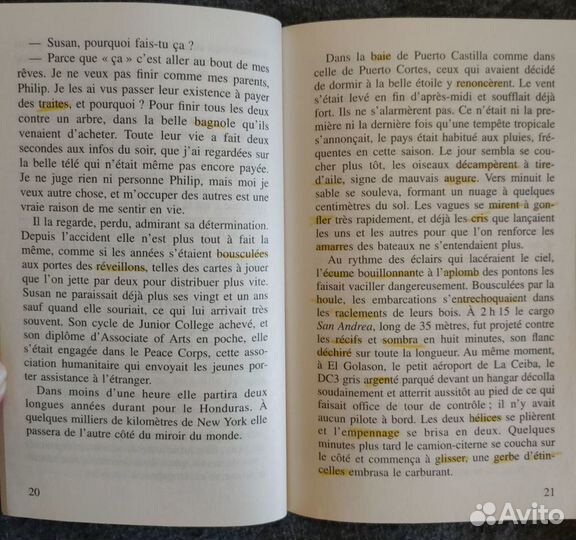 — Susan, pourquoi fais-tu ça ?
— Parce que « ça » c'est aller au bout de mes
rêves. Je ne veux pas finir comme mes parents,
Philip. Je les ai vus passer leur existence à payer
des traites, et pourquoi ? Pour finir tous les deux
contre un arbre, dans la belle bagnole qu'ils
venaient d'acheter. Toute leur vie a fait deux
secondes aux infos du soir, que j'ai regardées sur
la belle télé qui n'était même pas encore payée.
Je ne juge rien ni personne Philip, mais moi je
veux autre chose, et m'occuper des autres est une
vraie raison de me sentir en vie.
Il la regarde, perdu, admirant sa détermination.
Depuis l'accident elle n'est plus tout à fait la
même, comme si les années s'étaient bousculées
aux portes des réveillons, telles des cartes à jouer
que l'on jette par deux pour distribuer plus vite.
Susan ne paraissait déjà plus ses vingt et un ans
sauf quand elle souriait, ce qui lui arrivait très
souvent. Son cycle de Junior College achevé, et
son diplôme d'Associate of Arts en poche, elle
s'était engagée dans le Peace Corps, cette asso-
ciation humanitaire qui envoyait les jeunes por-
ter assistance à l'étranger.
Dans moins d'une heure elle partira pour deux
longues années durant pour le Honduras. À
quelques milliers de kilomètres de New York elle
passera de l'autre côté du miroir du monde.
20
Dans la baie de Puerto Castilla comme dans
celle de Puerto Cortes, ceux qui avaient décidé
de dormir à la belle étoile y renoncèrent. Le vent
s'était levé en fin d'après-midi et soufflait déjà
fort. Ils ne s'alarmèrent pas. Ce n'était ni la pre-
mière ni la dernière fois qu'une tempête tropicale
s'annonçait, le pays était habitué aux pluies, fré-
quentes en cette saison. Le jour sembla se cou-
cher plus tôt, les oiseaux décampèrent à tire-
d'aile, signe de mauvais augure. Vers minuit le
sable se souleva, formant un nuage à quelques
centimètres du sol. Les vagues se mirent à gon-
fler très rapidement, et déjà les cris que lançaient
les uns et les autres pour que l'on renforce les
amarres des bateaux ne s'entendaient plus.
Au rythme des éclairs qui lacéraient le ciel,
l'écume bouillonnante à l'aplomb des pontons les
faisait vaciller dangereusement. Bousculées par la
houle, les embarcations s'entrechoquaient dans
les raclements de leurs bois. À 2 h 15 le cargo
San Andrea, long de 35 mètres, fut projeté contre
les récifs et sombra en huit minutes, son flanc
déchiré sur toute la longueur. Au même moment,
à El Golason, le petit aéroport de La Ceiba, le
DC3 gris argenté parqué devant un hangar décolla
soudainement et atterrit aussitôt au pied de ce qui
faisait office de tour de contrôle ; il n'y avait
aucun pilote à bord. Les deux hélices se plièrent
et l'empennage se brisa en deux. Quelques
minutes plus tard le camion-citerne se coucha sur
le côté et commença à glisser, une gerbe d'étin-
celles embrasa le carburant.
21
Avito